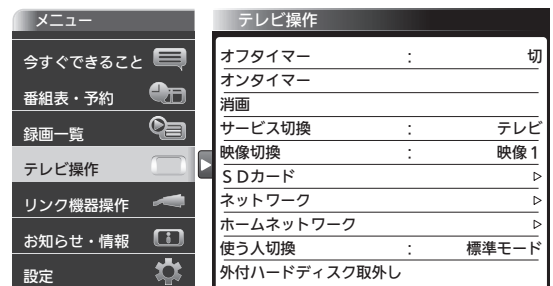 メニュー
今すぐできること
番組表・予約
録画一覧
テレビ操作
リンク機器操作
お知らせ・情報
設定
テレビ操作
オフタイマー : 切
オンタイマー
消画
サービス切換 : テレビ
映像切換 : 映像1
SDカード
ネットワーク
ホームネットワーク
使う人切換 : 標準モード
外付ハードディスク取外し